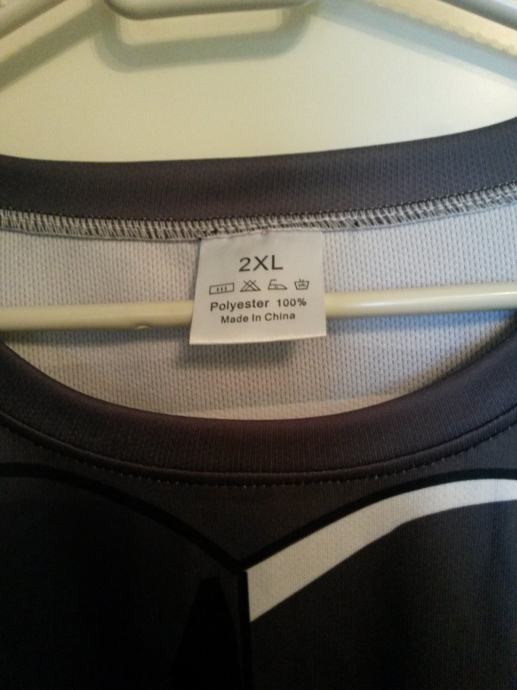 2XL
Polyester 100%
Made In China